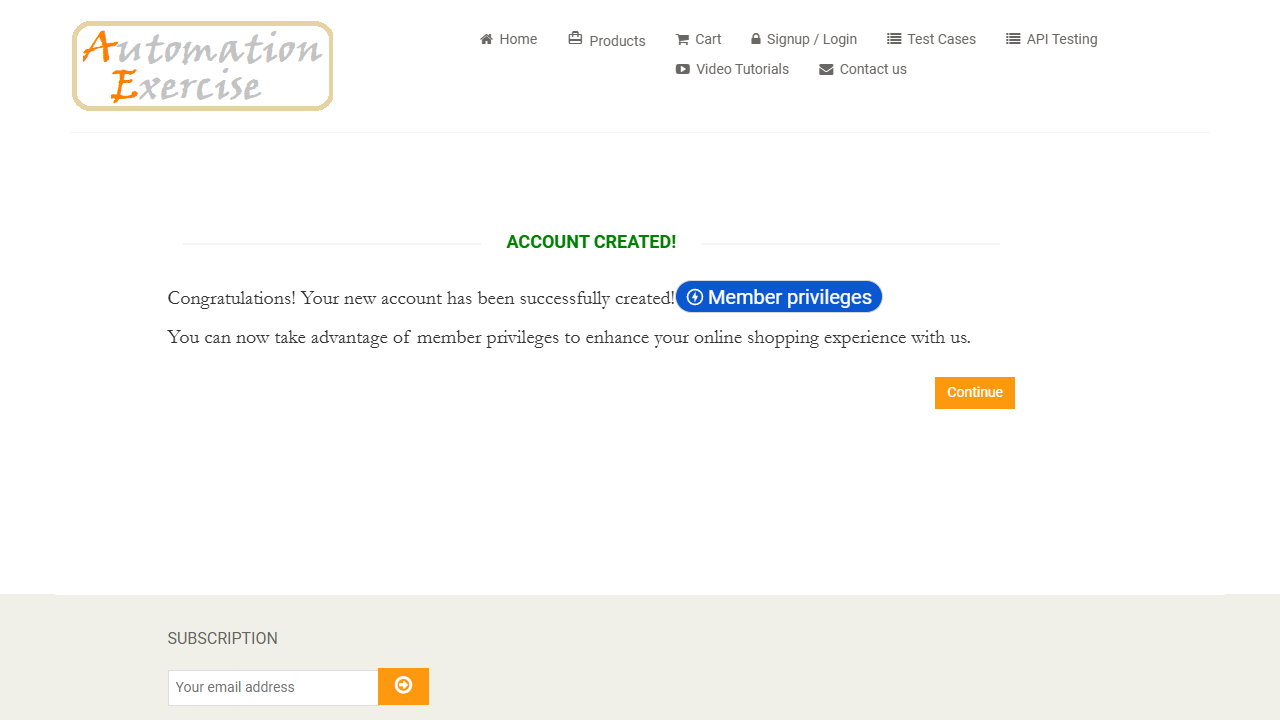 Automation
Exercise
Home
Products
Cart
Signup / Login
Test Cases
API Testing
Video Tutorials
Contact us
ACCOUNT CREATED!
Congratulations! Your new account has been successfully created! Member privileges
You can now take advantage of member privileges to enhance your online shopping experience with us.
Continue
SUBSCRIPTION
Your email address